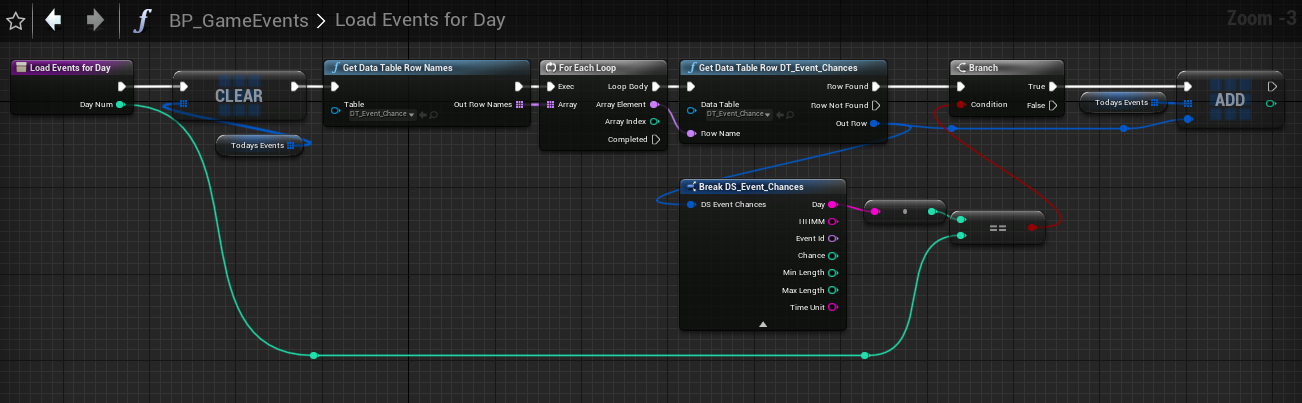 BP_GameEvents > Load Events for Day
Zoom -3
Load Events for Day
Day Num
CLEAR
Todays Events
Get Data Table Row Names
Table
DT_Event_Chance
Out Row Names
For Each Loop
Exec
Loop Body
Array
Array Element
Array Index
Completed
Get Data Table Row DT_Event_Chances
Row Found
Data Table
DT_Event_Chance
Row Not Found
Out Row
Row Name
Branch
True
Condition
False
Todays Events
ADD
Break DS_Event_Chances
DS Event Chances
Day
Event Id
Chance
Min Length
Max Length
Time Unit
==